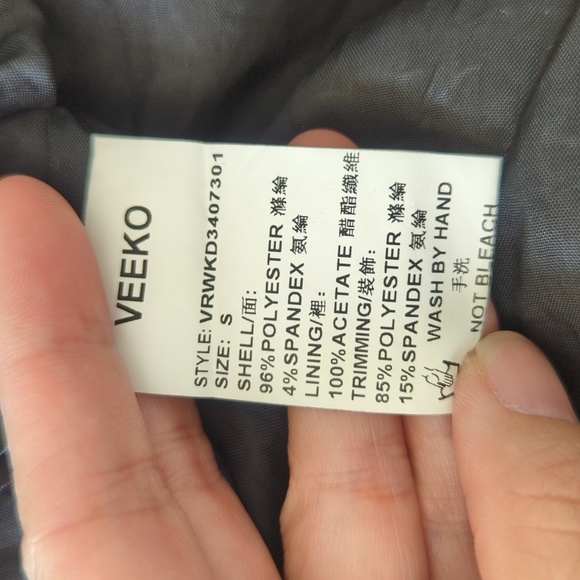 VEEKO
STYLE: VRWKD3407301
SIZE: S
SHELL/面:
96%POLYESTER 滌綸
4%SPANDEX 氨綸
LINING/裡:
100%ACETATE 醋酯纖維
TRIMMING/裝飾:
85%POLYESTER 滌綸
15%SPANDEX 氨綸
WASH BY HAND
手洗
NOT BLEACH